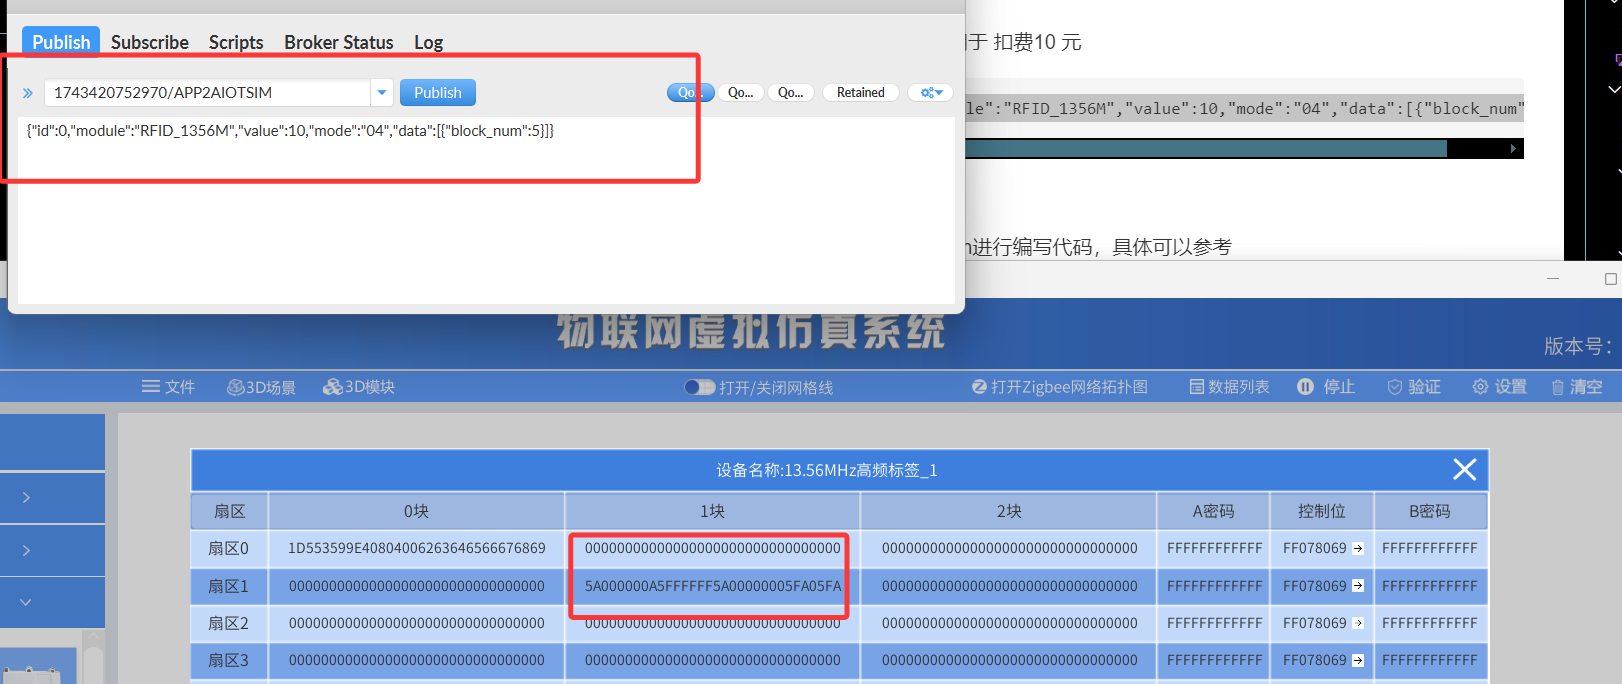 Publish Subscribe Scripts Broker Status Log
于 扣费10 元
1743420752970/APP2AIOTSIM Publish Qo... Qo... Qo... Retained
le":"RFID_1356M","value":10,"mode":"04","data":[{"block_num"
{"id":0,"module":"RFID_1356M","value":10,"mode":"04","data":[{"block_num":5}]}
进行编写代码，具体可以参考
物联网虚拟仿真系统
版本号：
文件 3D场景 3D模块 打开/关闭网格线 打开Zigbee网络拓扑图 数据列表 停止 验证 设置 清空
设备名称:13.56MHz高频标签_1
扇区 0块 1块 2块 A密码 控制位 B密码
扇区0 1D553599E40804006263646566676869 00000000000000000000000000000000 00000000000000000000000000000000 FFFFFFFFFFFF FF078069 FFFFFFFFFFFF
扇区1 00000000000000000000000000000000 5A000000A5FFFFFF5A00000005FA05FA 00000000000000000000000000000000 FFFFFFFFFFFF FF078069 FFFFFFFFFFFF
扇区2 00000000000000000000000000000000 00000000000000000000000000000000 00000000000000000000000000000000 FFFFFFFFFFFF FF078069 FFFFFFFFFFFF
扇区3 00000000000000000000000000000000 00000000000000000000000000000000 00000000000000000000000000000000 FFFFFFFFFFFF FF078069 FFFFFFFFFFFF